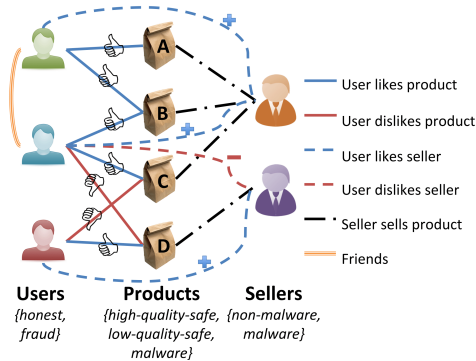 A
B
C
D
User likes product
User dislikes product
User likes seller
User dislikes seller
Seller sells product
Friends
Users
{honest,
fraud}
Products
{high-quality-safe,
low-quality-safe,
malware}
Sellers
{non-malware,
malware}